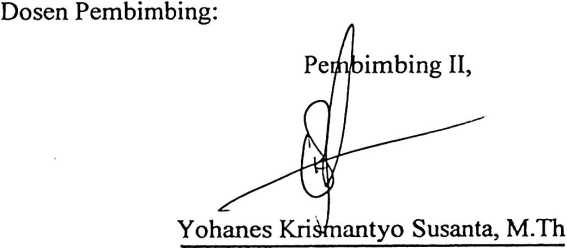 Dosen Pembimbing:
Pembimbing II,
Yohanes Krismantyo Susanta, M.Th